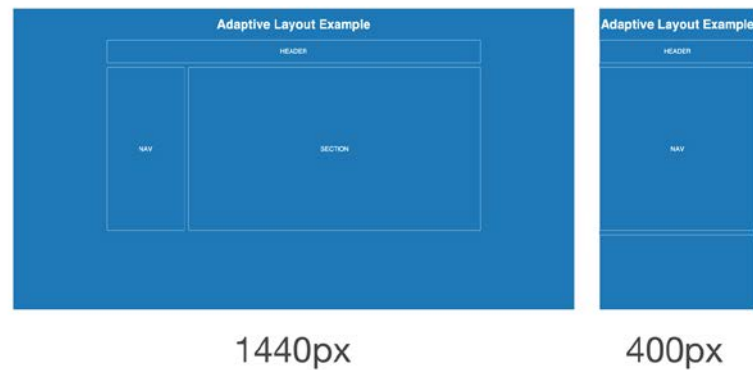 Adaptive Layout Example
HEADER
NAV
SECTION
1440px
Adaptive Layout Example
HEADER
NAV
400px